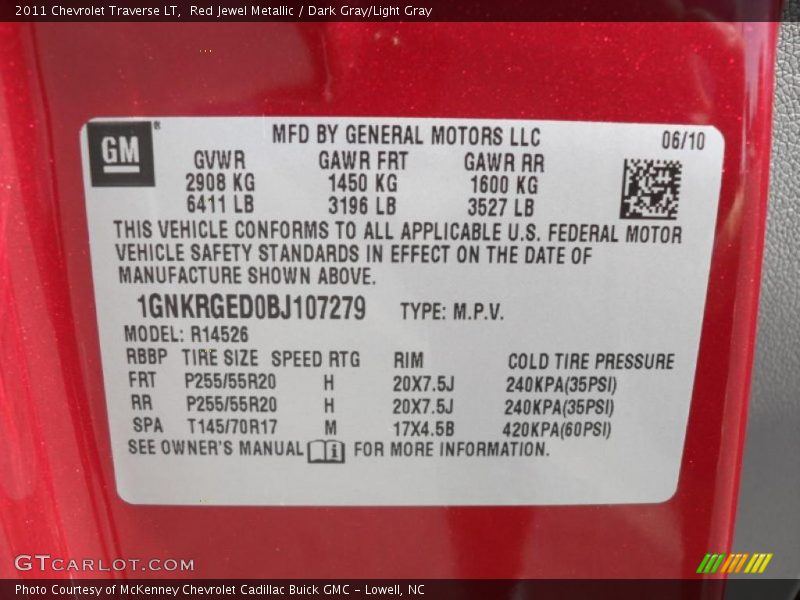 2011 Chevrolet Traverse LT,  Red Jewel Metallic / Dark Gray/Light Gray
GM®
MFD BY GENERAL MOTORS LLC 06/10
GVWR GAWR FRT GAWR RR
2908 KG 1450 KG 1600 KG
6411 LB 3196 LB 3527 LB
THIS VEHICLE CONFORMS TO ALL APPLICABLE U.S. FEDERAL MOTOR
VEHICLE SAFETY STANDARDS IN EFFECT ON THE DATE OF
MANUFACTURE SHOWN ABOVE.
1GNKRGED0BJ107279 TYPE: M.P.V.
MODEL: R14526
RBBP TIRE SIZE SPEED RTG RIM COLD TIRE PRESSURE
FRT P255/55R20 H 20X7.5J 240KPA(35PSI)
RR P255/55R20 H 20X7.5J 240KPA(35PSI)
SPA T145/70R17 M 17X4.5B 420KPA(60PSI)
SEE OWNER'S MANUAL i FOR MORE INFORMATION.
GTCARLOT.COM
Photo Courtesy of McKenney Chevrolet Cadillac Buick GMC - Lowell, NC